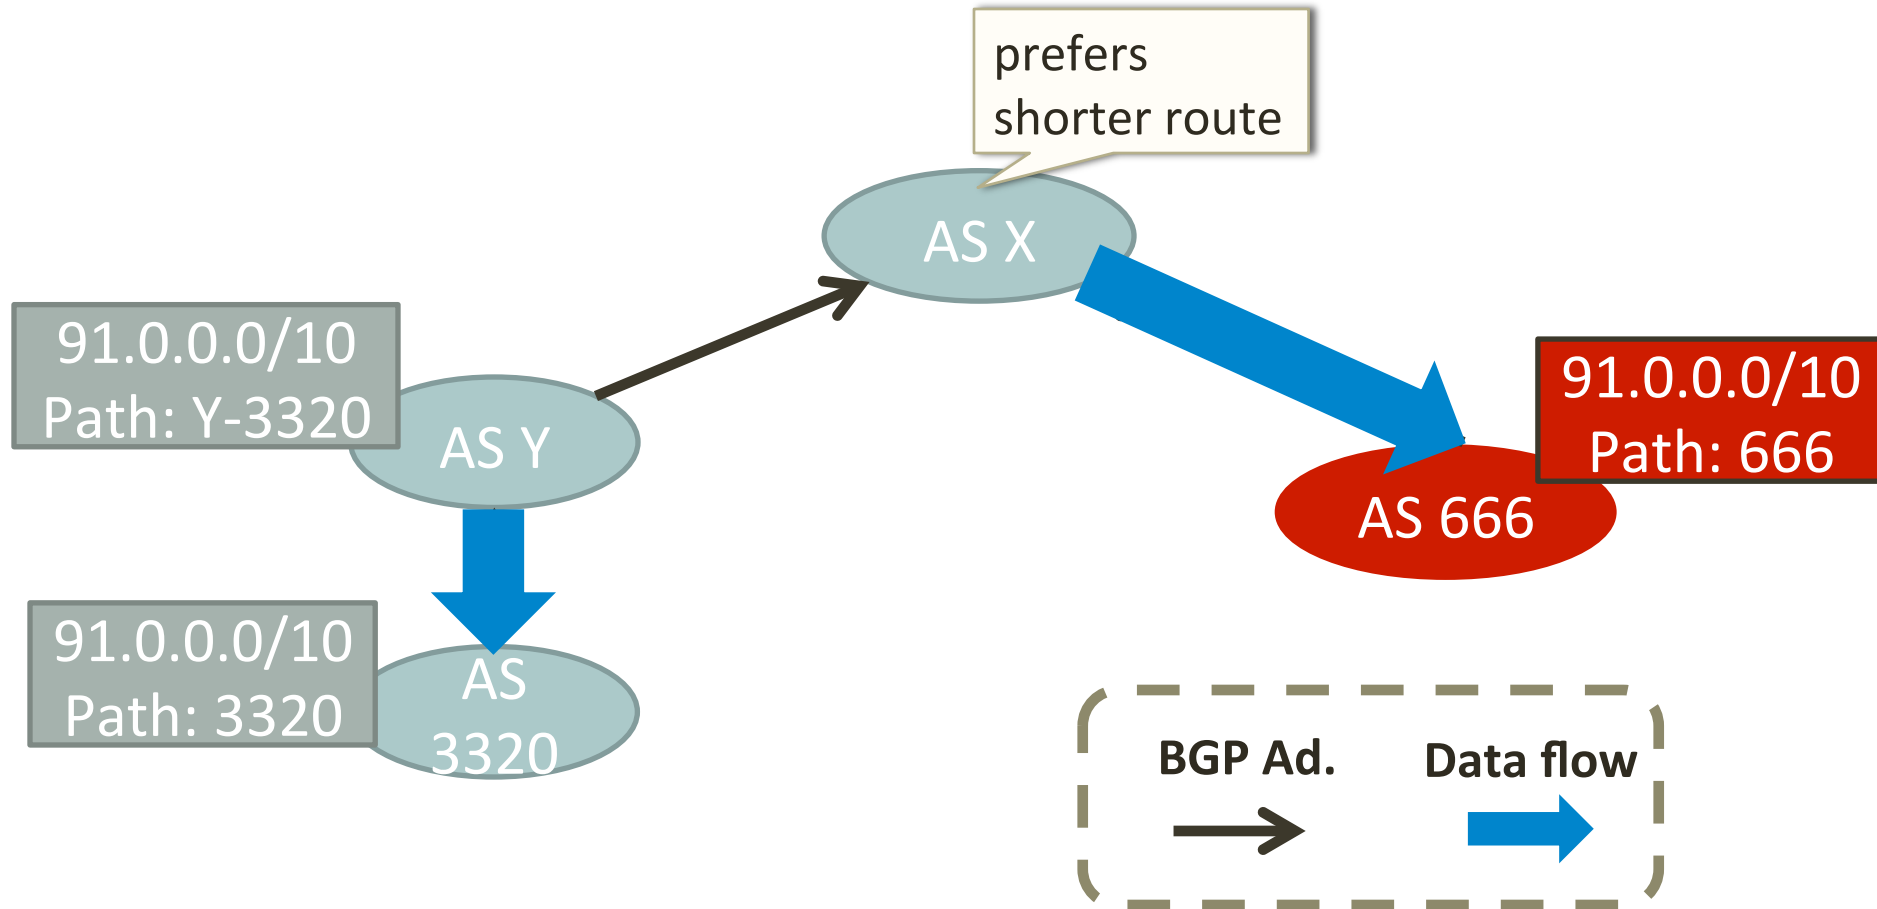 prefers
shorter route
AS X
91.0.0.0/10
Path: Y-3320
AS Y
91.0.0.0/10
Path: 666
AS 666
91.0.0.0/10
Path: 3320
AS
3320
BGP Ad.
Data flow